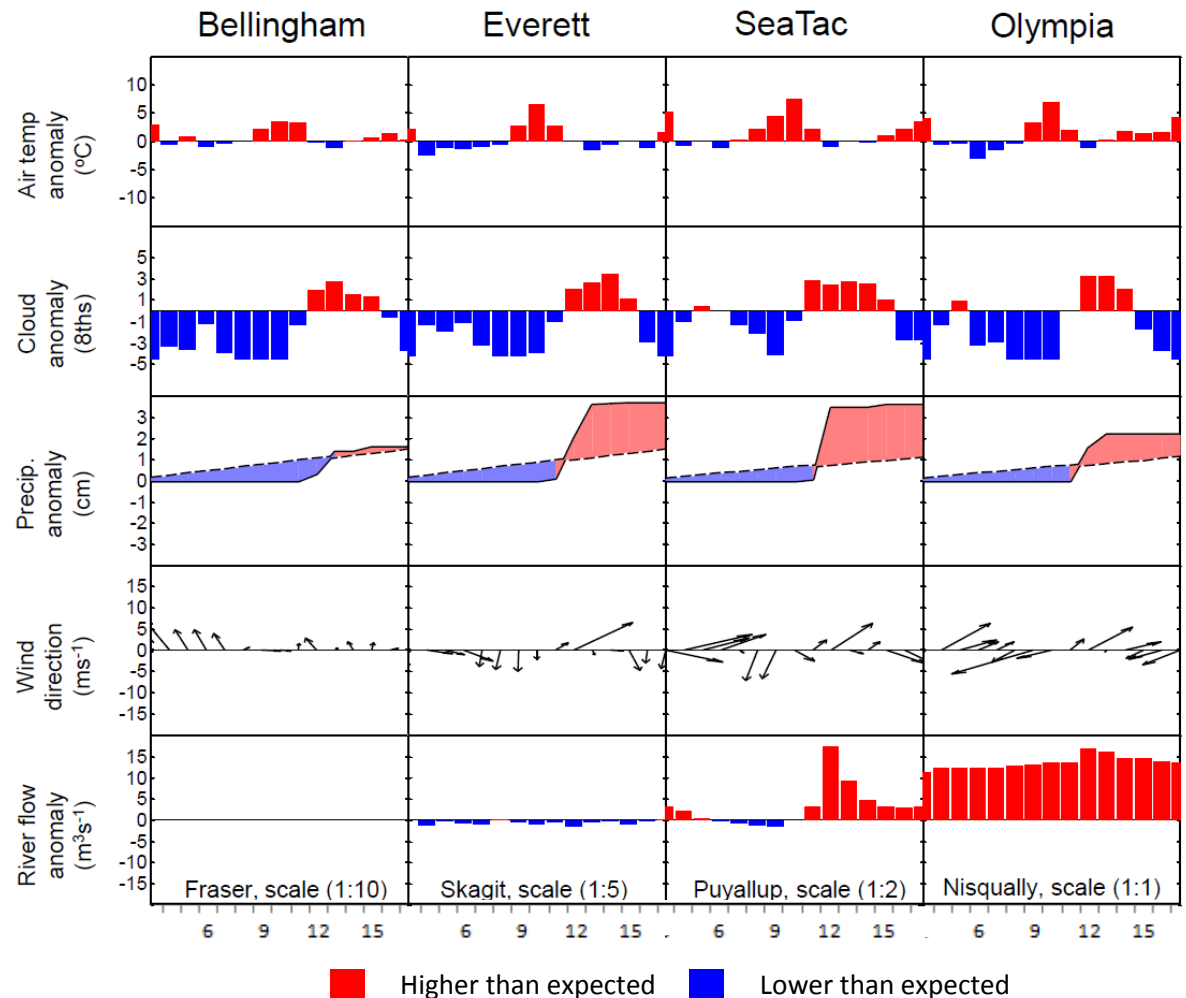 Bellingham Everett SeaTac Olympia
Air temp
anomaly
(ºC)
10
5
0
-5
-10
Cloud
anomaly
(8ths)
5
3
1
-1
-3
-5
Precip.
anomaly
(cm)
3
2
1
0
-1
-2
-3
Wind
direction
(ms⁻¹)
15
10
5
0
-5
-10
-15
River flow
anomaly
(m³s⁻¹)
15
10
5
0
-5
-10
-15
Fraser, scale (1:10) Skagit, scale (1:5) Puyallup, scale (1:2) Nisqually, scale (1:1)
6 9 12 15 6 9 12 15 6 9 12 15 6 9 12 15
Higher than expected Lower than expected